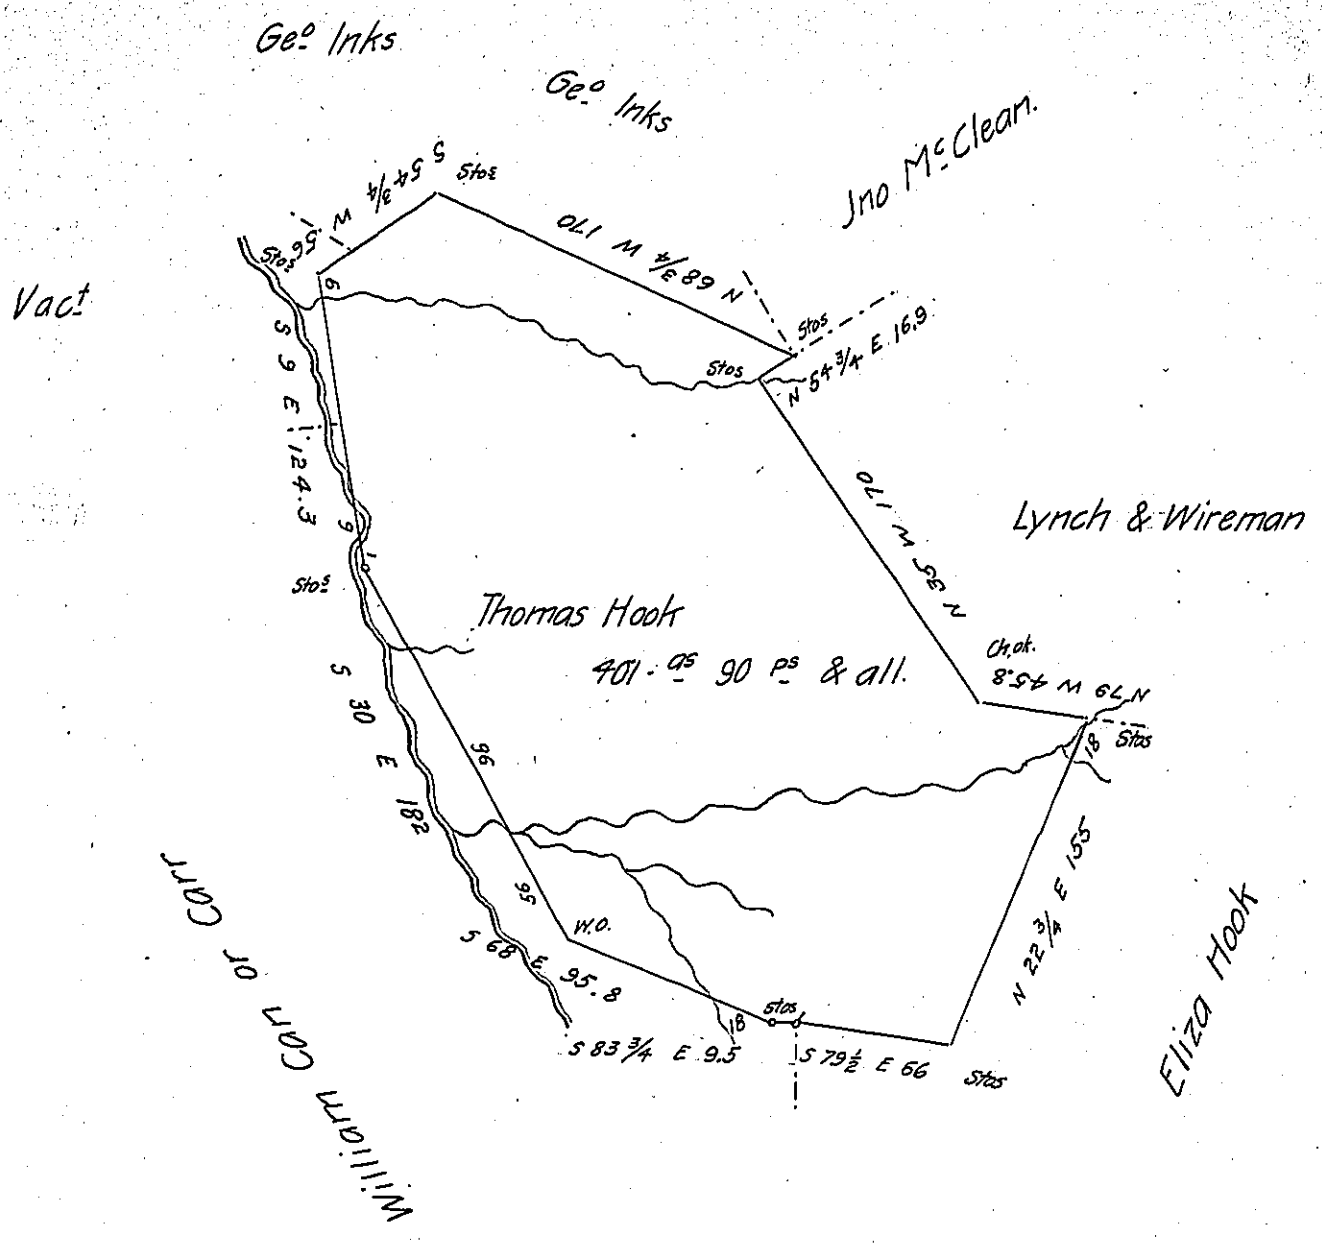 Geo Inks
Geo Inks
Jno McClean.
Vact
Lynch & Wireman
Eliza Hook
William Can or Carr
Thomas Hook
401 as 90 ps & all.
S 54 3/4 W 56
Stos
N 68 3/4 W 170
Stos
N 54 3/4 E 16.9
Stos
N 35 W 170
Ch.ok.
N 79 W 45.8
Stos
18
N 22 3/4 E 155
Stos
S 79 1/2 E 66
Stos
S 83 3/4 E 9.5
18
S 68 E 95.8
W.O.
95
96
S 30 E 182
Stos
9
S 9 E 124.3
6
Stos